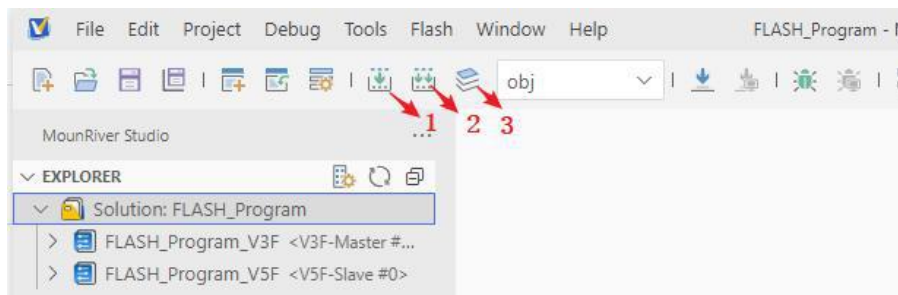 File Edit Project Debug Tools Flash Window Help FLASH_Program -
obj
1 2 3
MounRiver Studio ...
EXPLORER
Solution: FLASH_Program
FLASH_Program_V3F <V3F-Master #...
FLASH_Program_V5F <V5F-Slave #0>